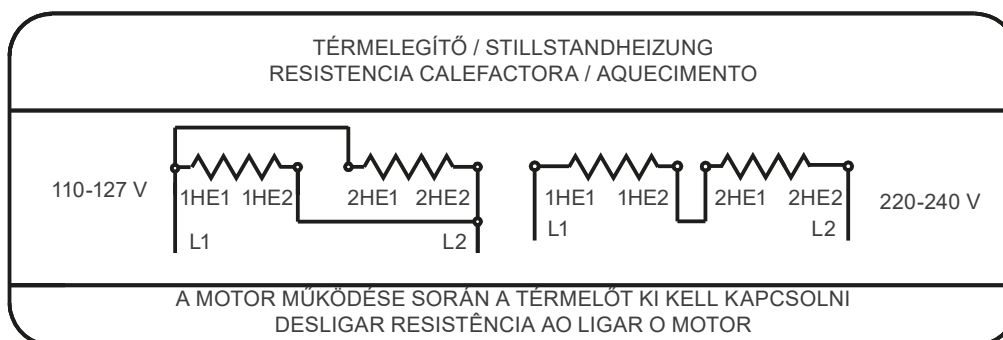 TÉRMELEGÍTŐ / STILLSTANDHEIZUNG
RESISTENCIA CALEFACTORA / AQUECIMENTO
110-127 V
1HE1 1HE2 2HE1 2HE2
L1 L2
1HE1 1HE2 2HE1 2HE2
L1 L2
220-240 V
A MOTOR MŰKÖDÉSE SORÁN A TÉRMELŐT KI KELL KAPCSOLNI
DESLIGAR RESISTÊNCIA AO LIGAR O MOTOR